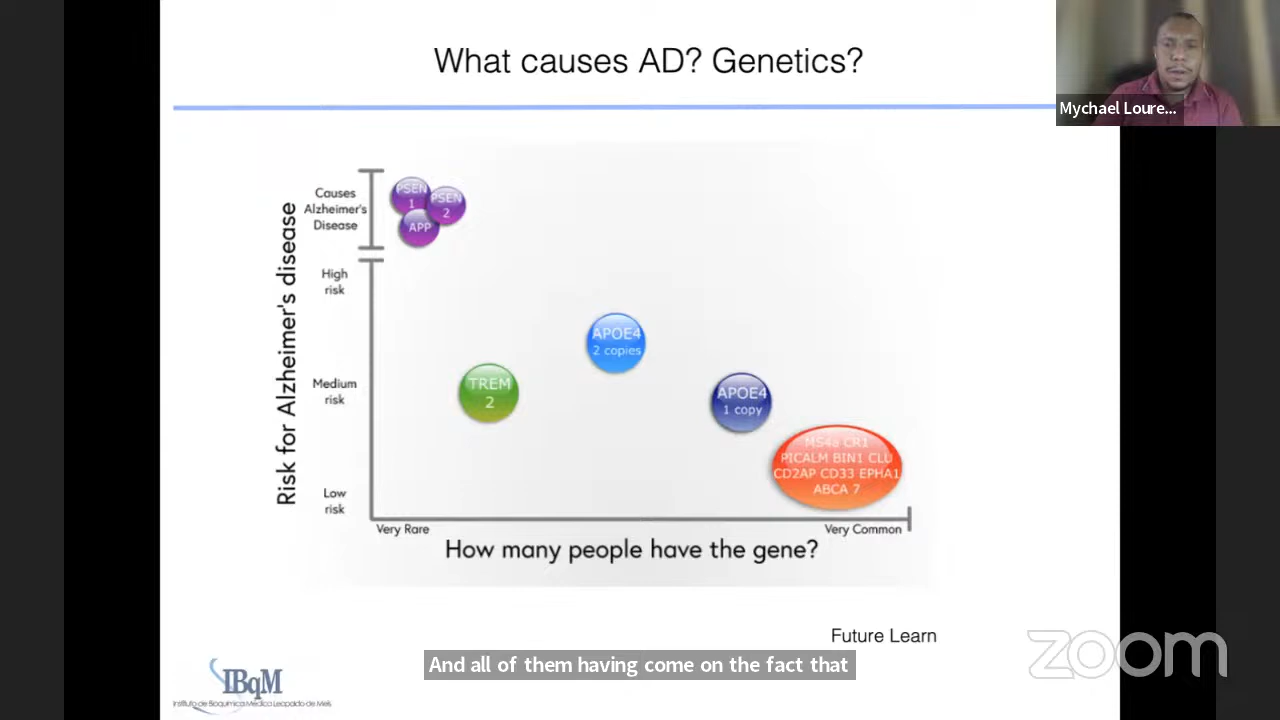 What causes AD? Genetics?
Mychael Loure...
Risk for Alzheimer's disease
Causes
Alzheimer's
Disease
High
risk
Medium
risk
Low
risk
PSEN
1
PSEN
2
APP
APOE4
2 copies
TREM
2
APOE4
1 copy
MS4a CR1
PICALM BIN1 CLU
CD2AP CD33 EPHA1
ABCA 7
Very Rare
Very Common
How many people have the gene?
Future Learn
And all of them having come on the fact that
zoom
IBqM
Instituto de Bioquímica Médica Leopoldo de Meis